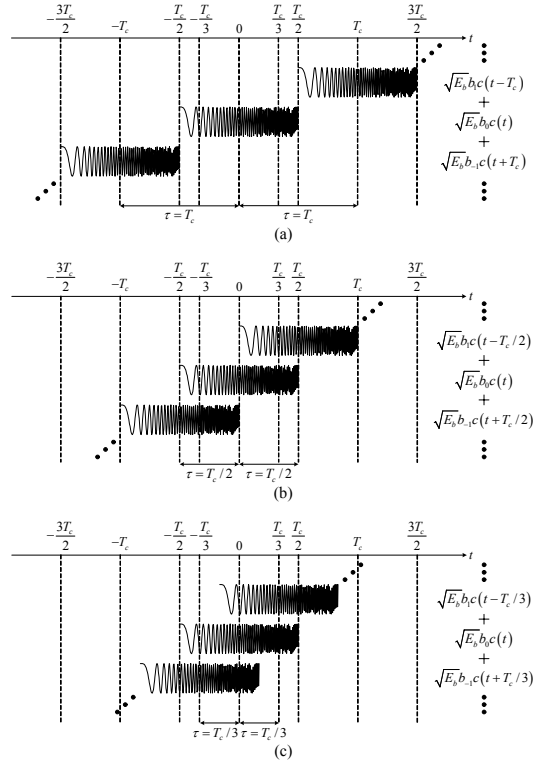 -3T_c/2 -T_c -T_c/2 -T_c/3 0 T_c/3 T_c/2 T_c 3T_c/2
t
√E_b b_1 c(t-T_c)
+
√E_b b_0 c(t)
+
√E_b b_{-1} c(t+T_c)
τ=T_c τ=T_c
(a)
-3T_c/2 -T_c -T_c/2 -T_c/3 0 T_c/3 T_c/2 T_c 3T_c/2
t
√E_b b_1 c(t-T_c/2)
+
√E_b b_0 c(t)
+
√E_b b_{-1} c(t+T_c/2)
τ=T_c/2 τ=T_c/2
(b)
-3T_c/2 -T_c -T_c/2 -T_c/3 0 T_c/3 T_c/2 T_c 3T_c/2
t
√E_b b_1 c(t-T_c/3)
+
√E_b b_0 c(t)
+
√E_b b_{-1} c(t+T_c/3)
τ=T_c/3 τ=T_c/3
(c)